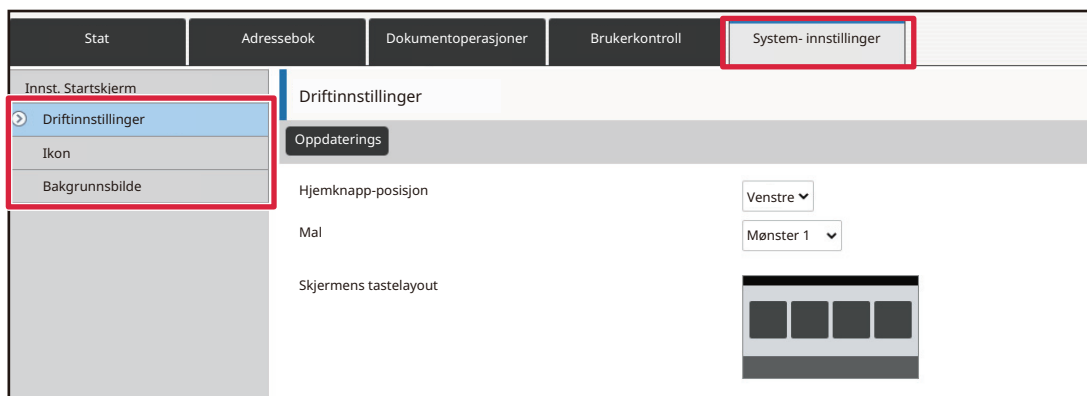 Stat
Adressebok
Dokumentoperasjoner
Brukerkontroll
System- innstillinger
Innst. Startskjerm
Driftinnstillinger
Ikon
Bakgrunnsbilde
Driftinnstillinger
Oppdaterings
Hjemknapp-posisjon
Venstre
Mal
Mønster 1
Skjermens tastelayout